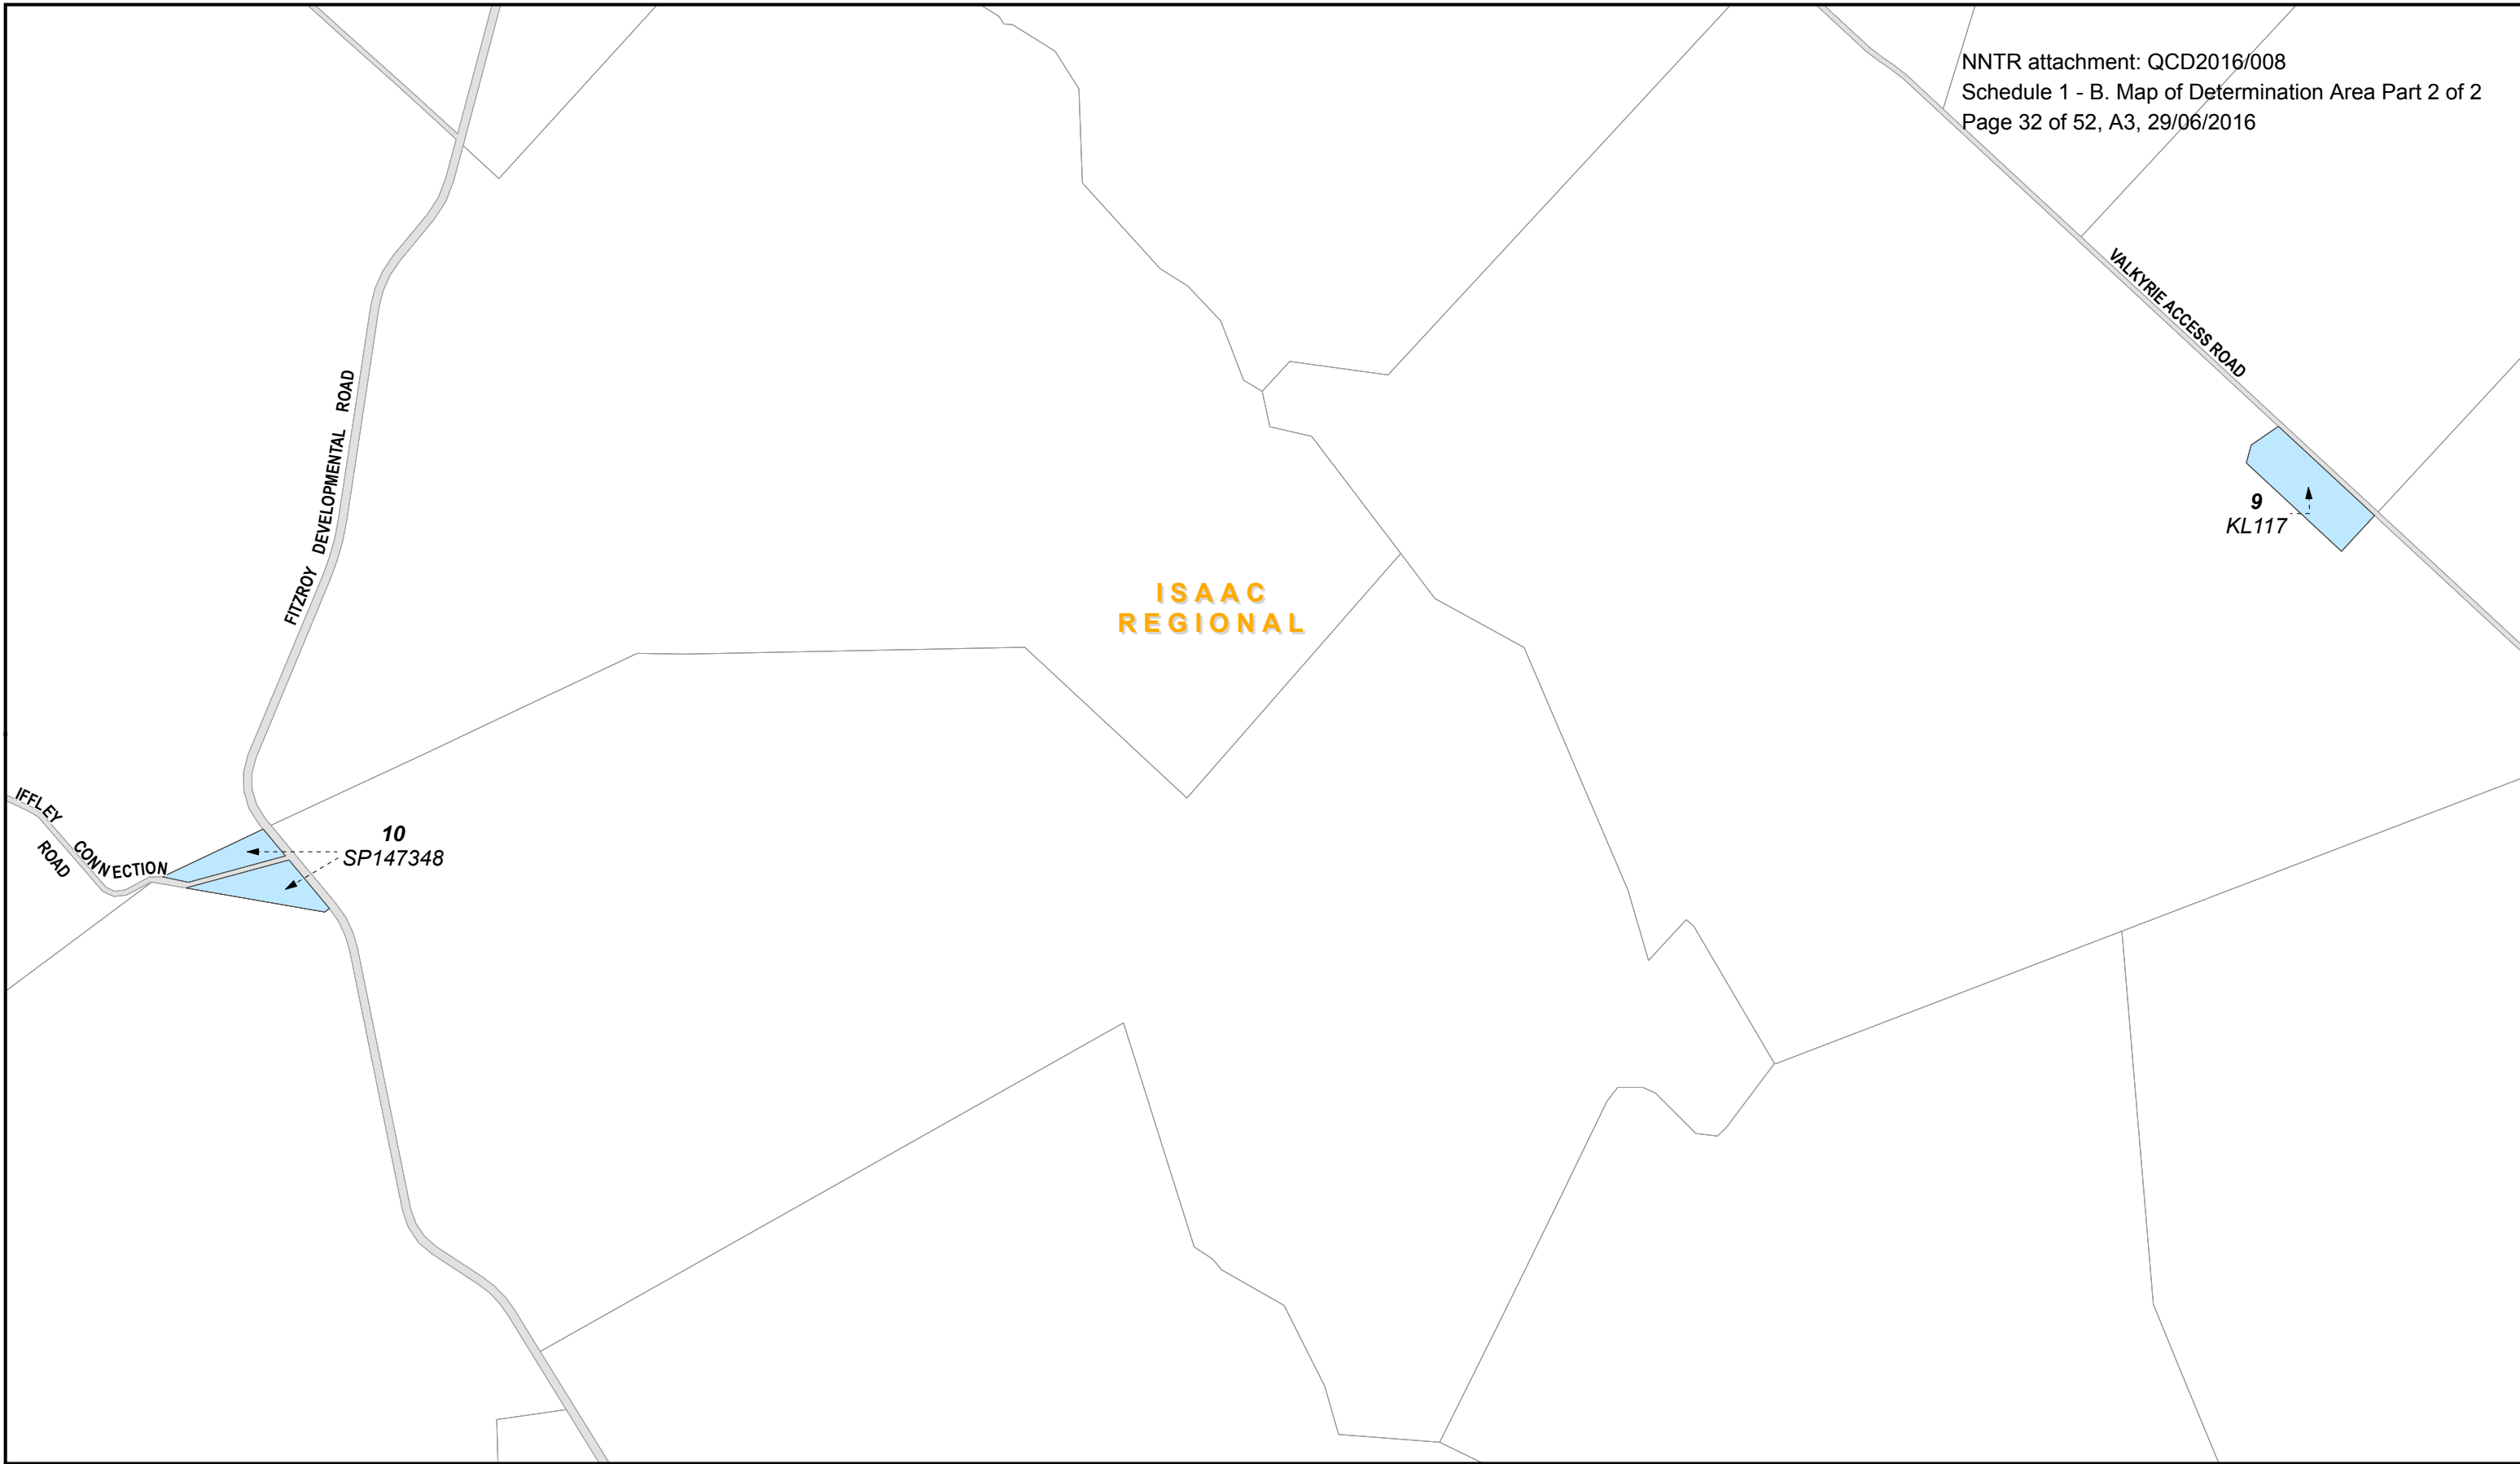 NNTR attachment: QCD2016/008
Schedule 1 - B. Map of Determination Area Part 2 of 2
Page 32 of 52, A3, 29/06/2016
VALKYRIE ACCESS ROAD
FITZROY DEVELOPMENTAL ROAD
9
KL117
ISAAC
REGIONAL
IFFLEY CONNECTION
ROAD
10
SP147348